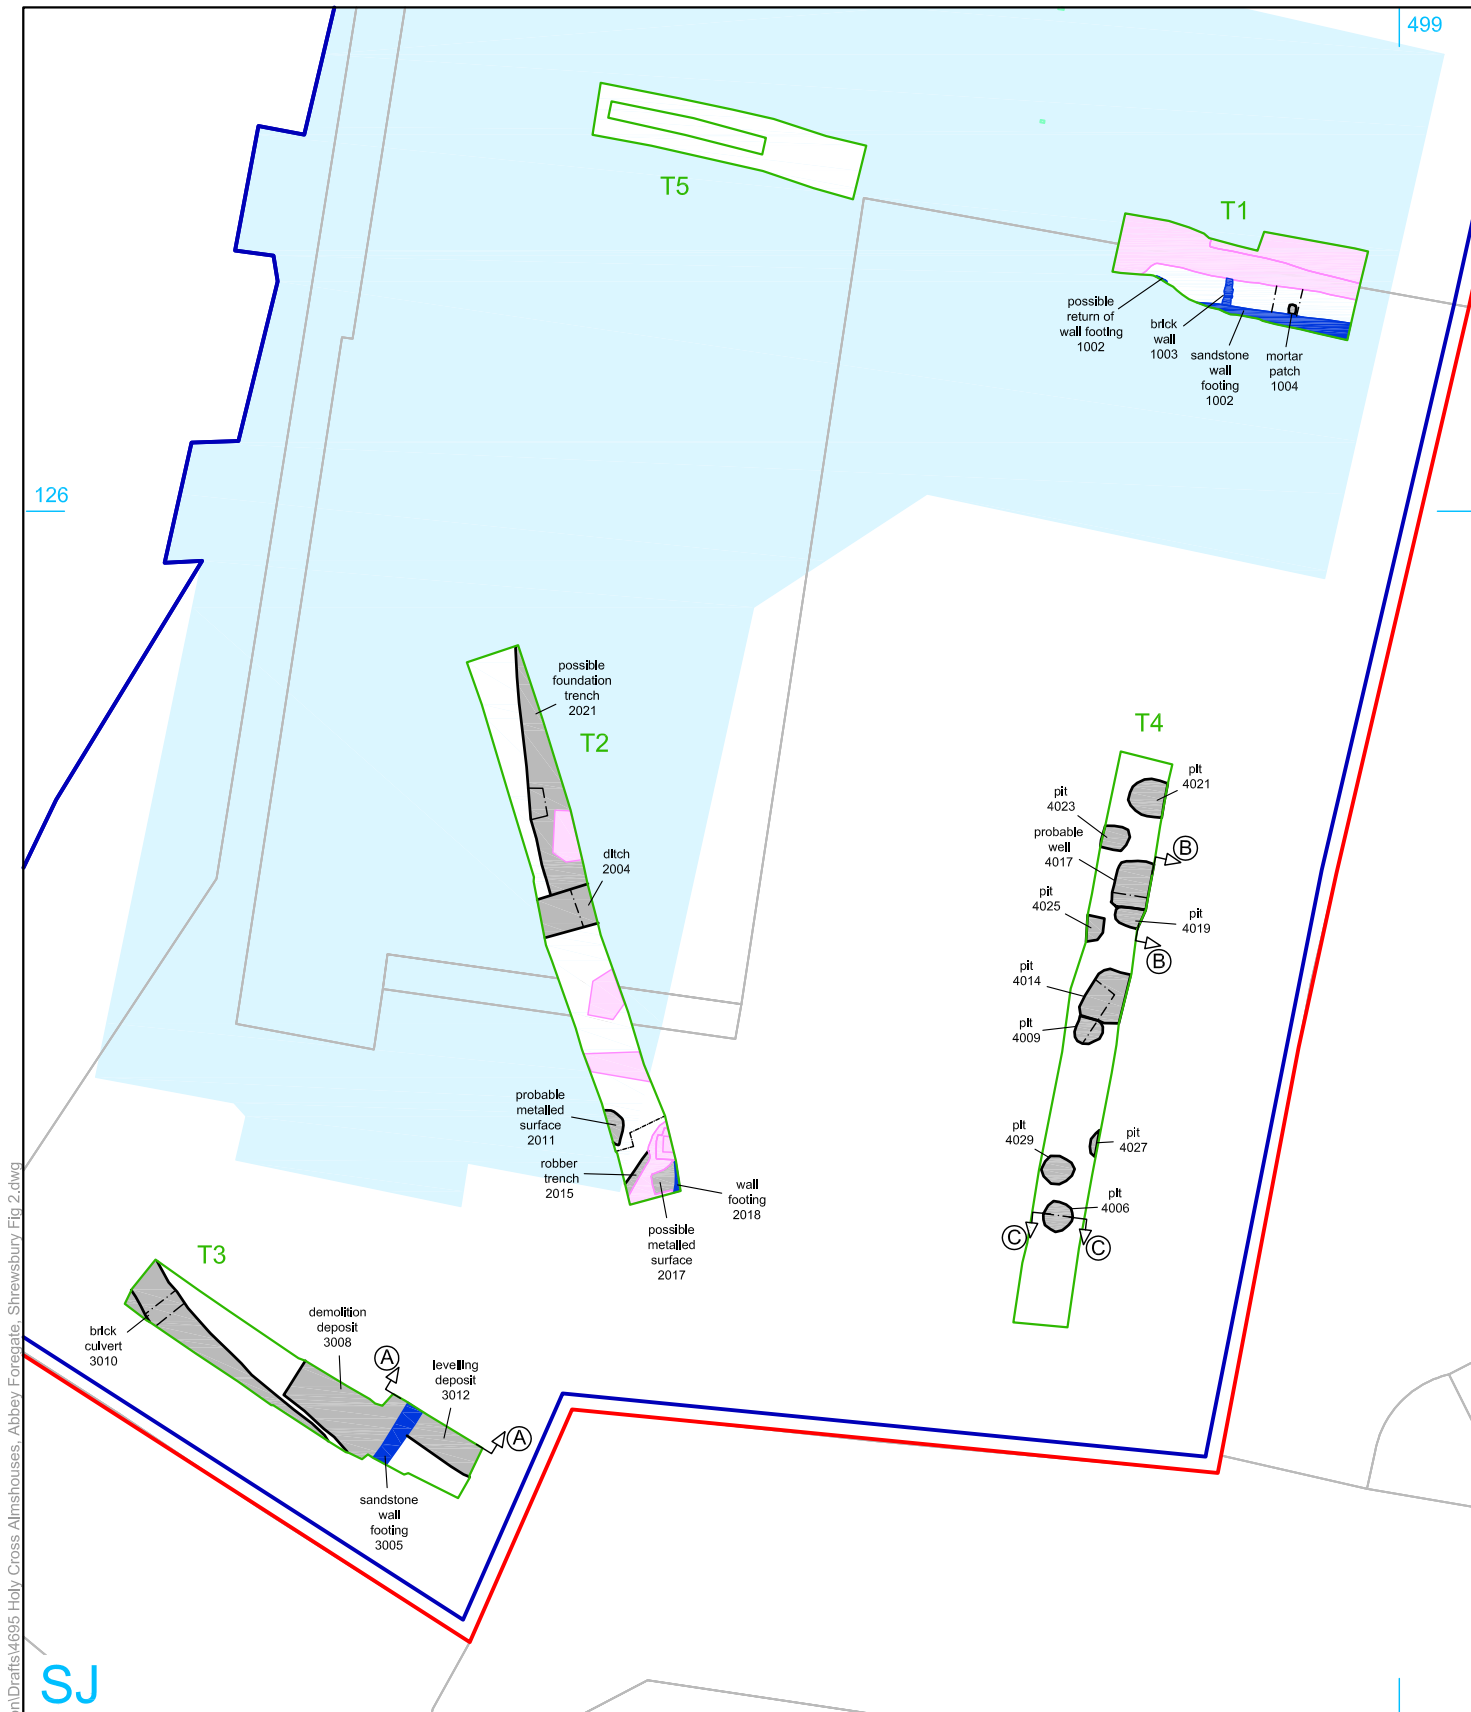 499
T5
T1
possible
return of
wall footing
1002
brick
wall
1003
sandstone
wall
footing
1002
mortar
patch
1004
126
possible
foundation
trench
2021
T2
ditch
2004
T4
pit
4021
pit
4023
probable
well
4017
B
pit
4025
pit
4019
B
pit
4014
pit
4009
probable
metalled
surface
2011
robber
trench
2015
wall
footing
2018
possible
metalled
surface
2017
pit
4029
pit
4027
pit
4006
C
C
T3
brick
culvert
3010
demolition
deposit
3008
A
levelling
deposit
3012
A
sandstone
wall
footing
3005
SJ
n\Drafts\4695 Holy Cross Almshouses, Abbey Foregate, Shrewsbury Fig 2.dwg